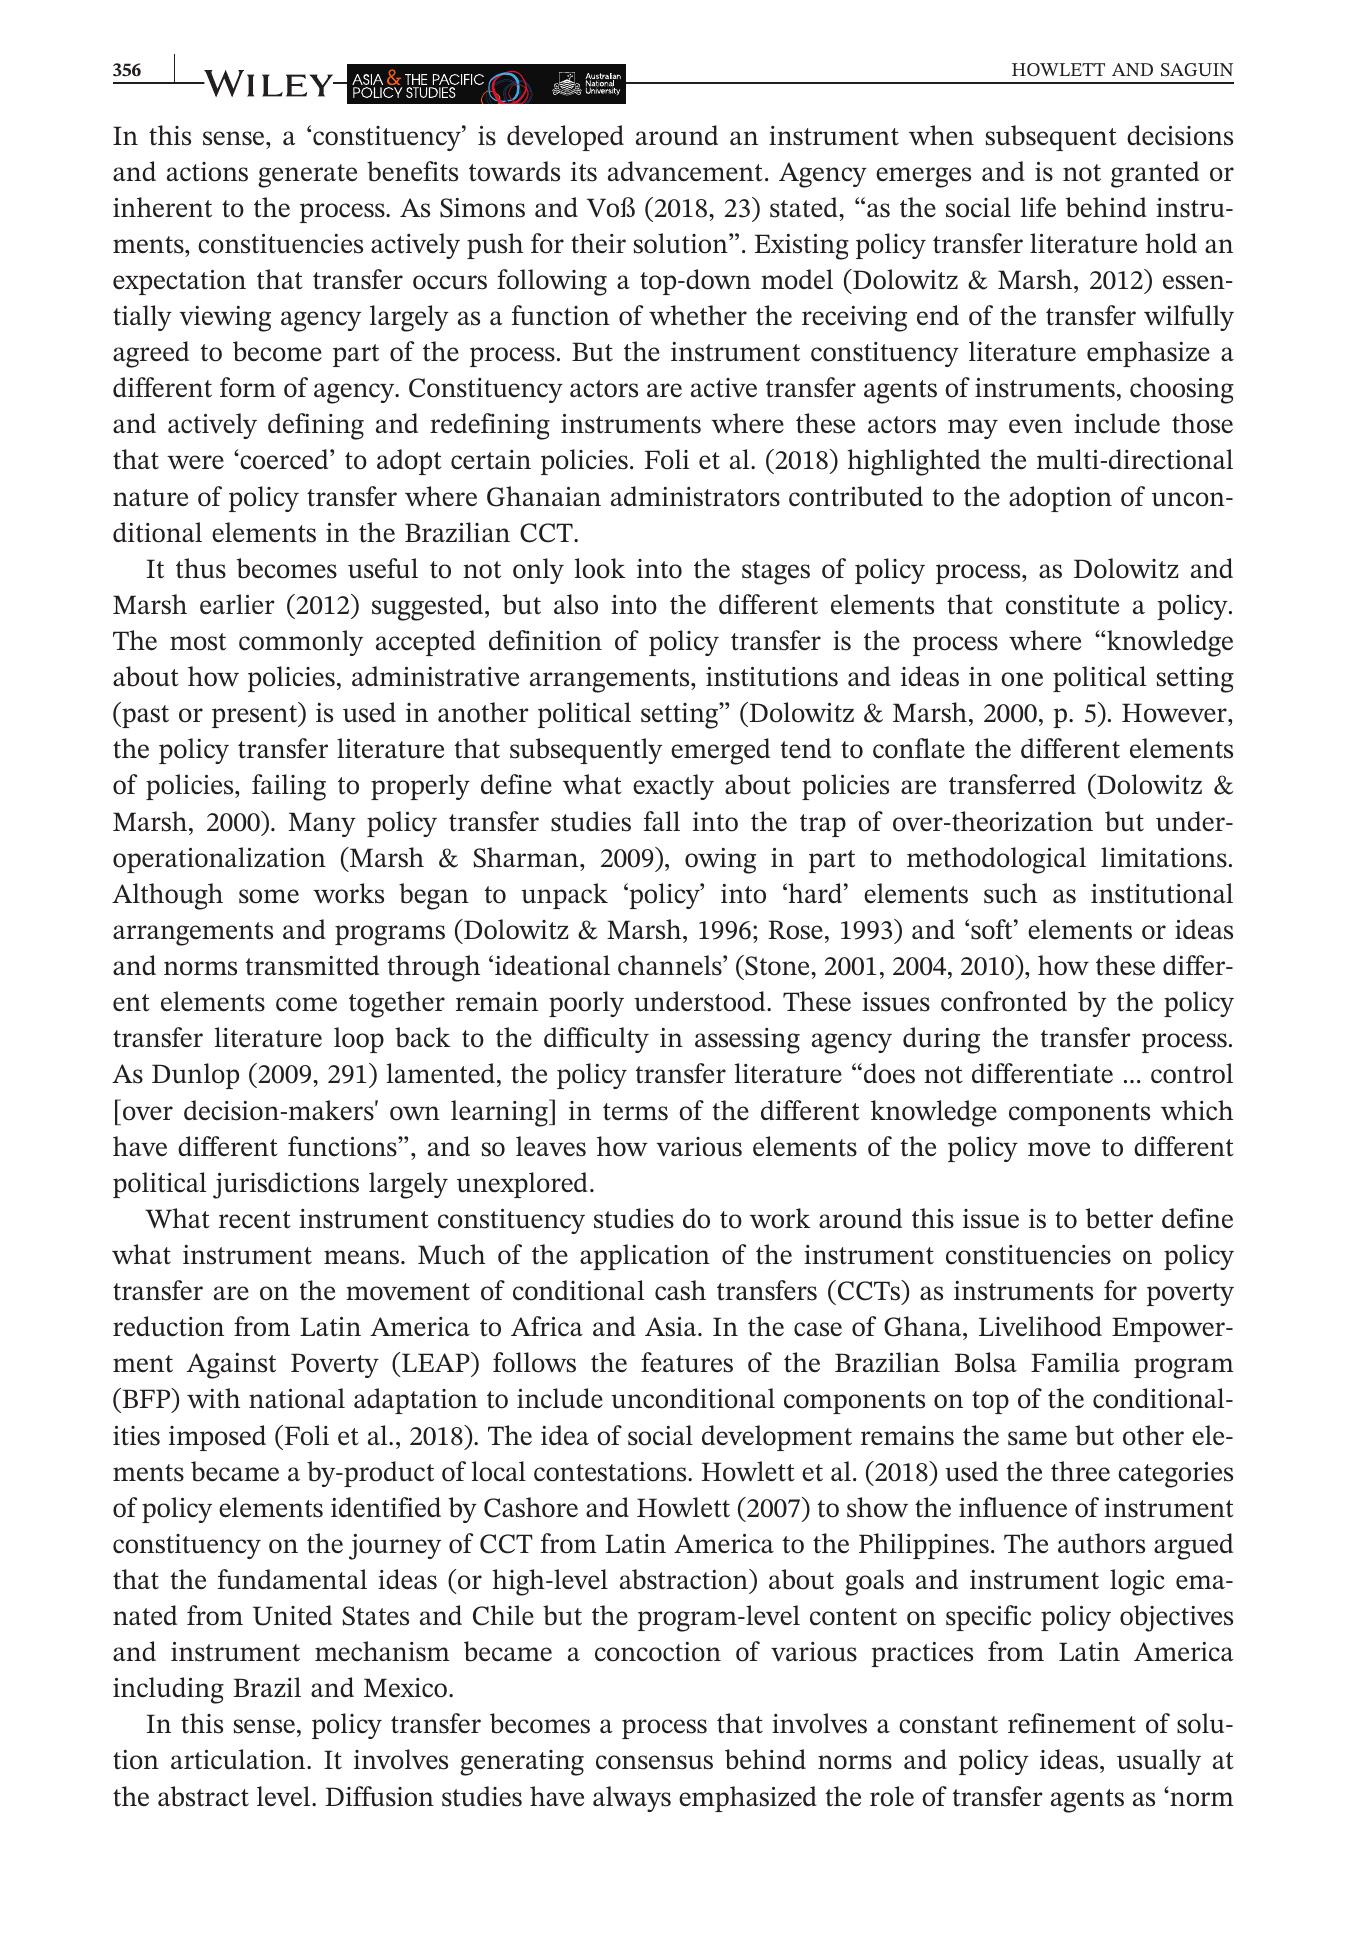 356
WILEY
ASIA & THE PACIFIC
POLICY STUDIES
Australian
National
University
HOWLETT AND SAGUIN
In this sense, a ‘constituency’ is developed around an instrument when subsequent decisions
and actions generate benefits towards its advancement. Agency emerges and is not granted or
inherent to the process. As Simons and Voß (2018, 23) stated, “as the social life behind instru-
ments, constituencies actively push for their solution”. Existing policy transfer literature hold an
expectation that transfer occurs following a top-down model (Dolowitz & Marsh, 2012) essen-
tially viewing agency largely as a function of whether the receiving end of the transfer wilfully
agreed to become part of the process. But the instrument constituency literature emphasize a
different form of agency. Constituency actors are active transfer agents of instruments, choosing
and actively defining and redefining instruments where these actors may even include those
that were ‘coerced’ to adopt certain policies. Foli et al. (2018) highlighted the multi-directional
nature of policy transfer where Ghanaian administrators contributed to the adoption of uncon-
ditional elements in the Brazilian CCT.
It thus becomes useful to not only look into the stages of policy process, as Dolowitz and
Marsh earlier (2012) suggested, but also into the different elements that constitute a policy.
The most commonly accepted definition of policy transfer is the process where “knowledge
about how policies, administrative arrangements, institutions and ideas in one political setting
(past or present) is used in another political setting” (Dolowitz & Marsh, 2000, p. 5). However,
the policy transfer literature that subsequently emerged tend to conflate the different elements
of policies, failing to properly define what exactly about policies are transferred (Dolowitz &
Marsh, 2000). Many policy transfer studies fall into the trap of over-theorization but under-
operationalization (Marsh & Sharman, 2009), owing in part to methodological limitations.
Although some works began to unpack ‘policy’ into ‘hard’ elements such as institutional
arrangements and programs (Dolowitz & Marsh, 1996; Rose, 1993) and ‘soft’ elements or ideas
and norms transmitted through ‘ideational channels’ (Stone, 2001, 2004, 2010), how these differ-
ent elements come together remain poorly understood. These issues confronted by the policy
transfer literature loop back to the difficulty in assessing agency during the transfer process.
As Dunlop (2009, 291) lamented, the policy transfer literature “does not differentiate ... control
[over decision-makers' own learning] in terms of the different knowledge components which
have different functions”, and so leaves how various elements of the policy move to different
political jurisdictions largely unexplored.
What recent instrument constituency studies do to work around this issue is to better define
what instrument means. Much of the application of the instrument constituencies on policy
transfer are on the movement of conditional cash transfers (CCTs) as instruments for poverty
reduction from Latin America to Africa and Asia. In the case of Ghana, Livelihood Empower-
ment Against Poverty (LEAP) follows the features of the Brazilian Bolsa Familia program
(BFP) with national adaptation to include unconditional components on top of the conditional-
ities imposed (Foli et al., 2018). The idea of social development remains the same but other ele-
ments became a by-product of local contestations. Howlett et al. (2018) used the three categories
of policy elements identified by Cashore and Howlett (2007) to show the influence of instrument
constituency on the journey of CCT from Latin America to the Philippines. The authors argued
that the fundamental ideas (or high-level abstraction) about goals and instrument logic ema-
nated from United States and Chile but the program-level content on specific policy objectives
and instrument mechanism became a concoction of various practices from Latin America
including Brazil and Mexico.
In this sense, policy transfer becomes a process that involves a constant refinement of solu-
tion articulation. It involves generating consensus behind norms and policy ideas, usually at
the abstract level. Diffusion studies have always emphasized the role of transfer agents as ‘norm